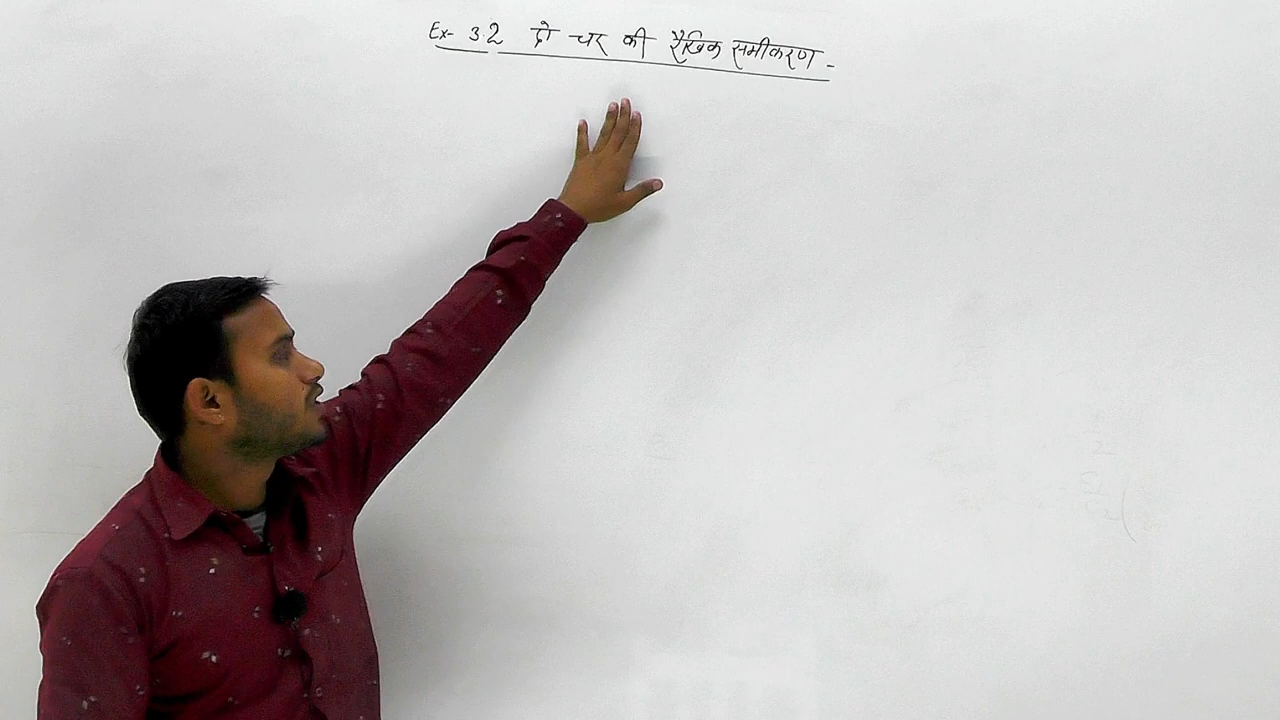 Ex- 3.2 दो चर की रैखिक समीकरण -